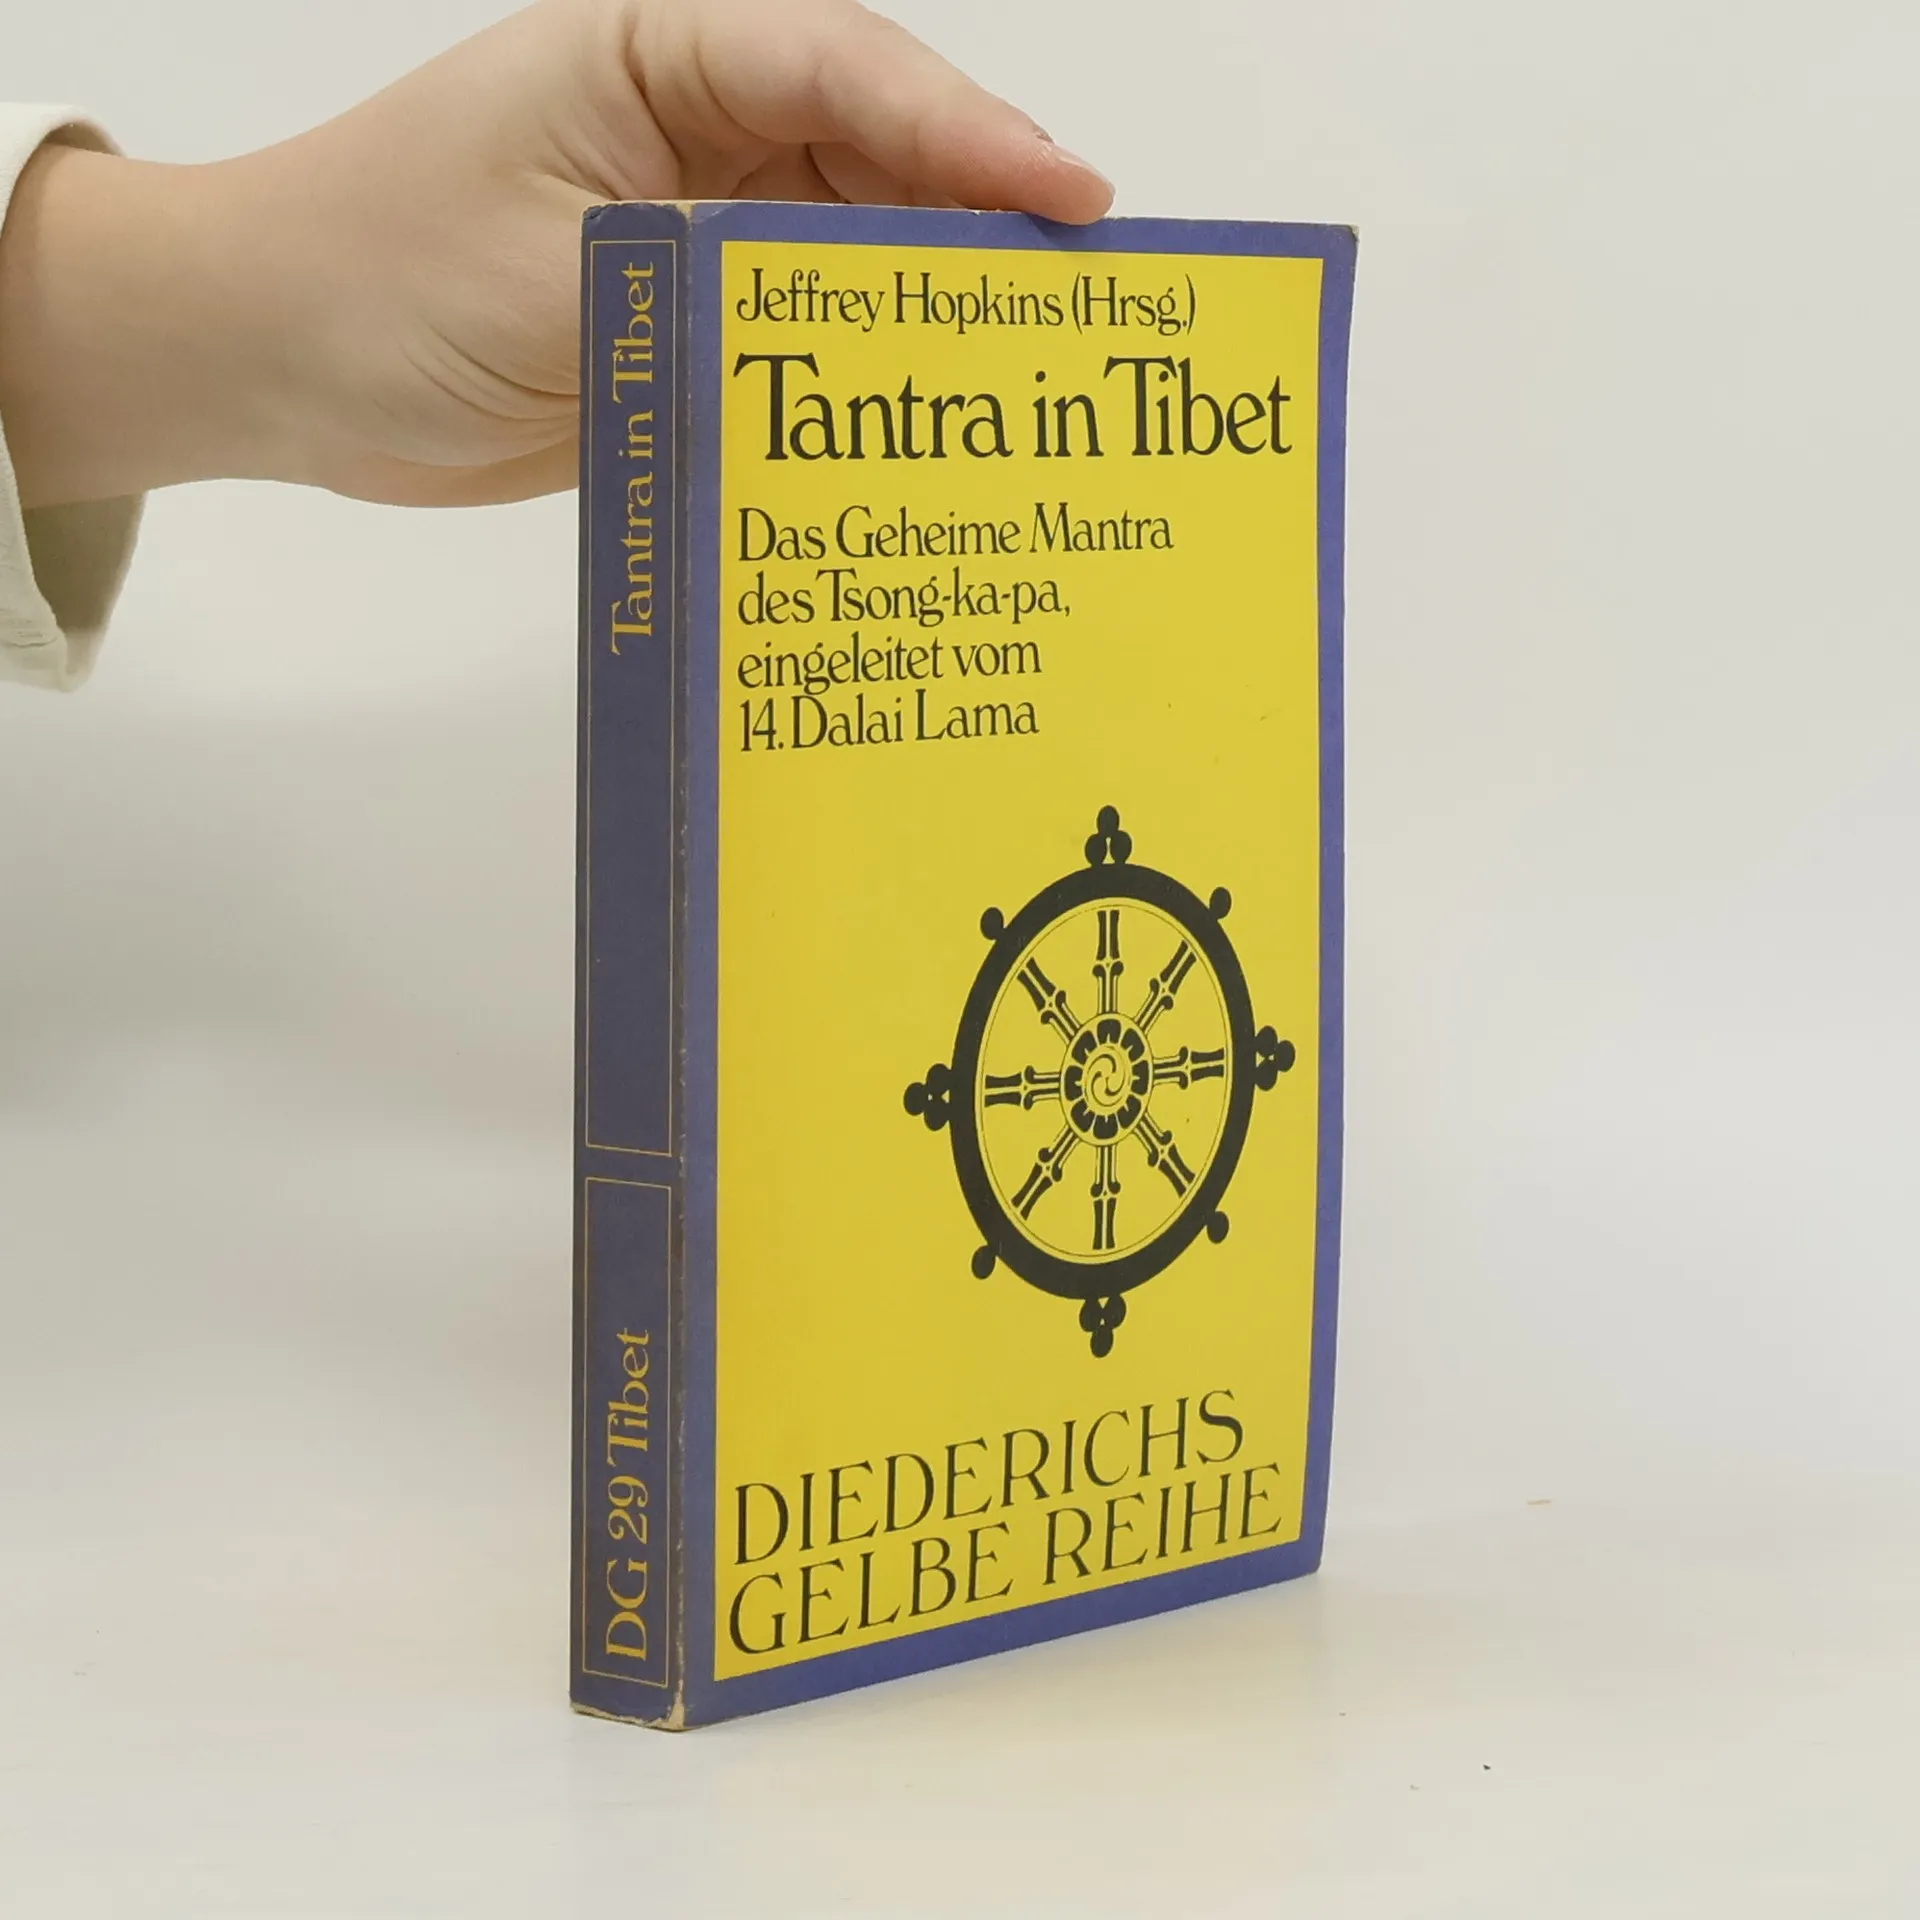 Tantra in Tibet
DG 29 Tibet
Jeffrey Hopkins (Hrsg.)
Tantra in Tibet
Das Geheime Mantra
des Tsong-ka-pa,
eingeleitet vom
14. Dalai Lama
DIEDERICHS
GELBE REIHE